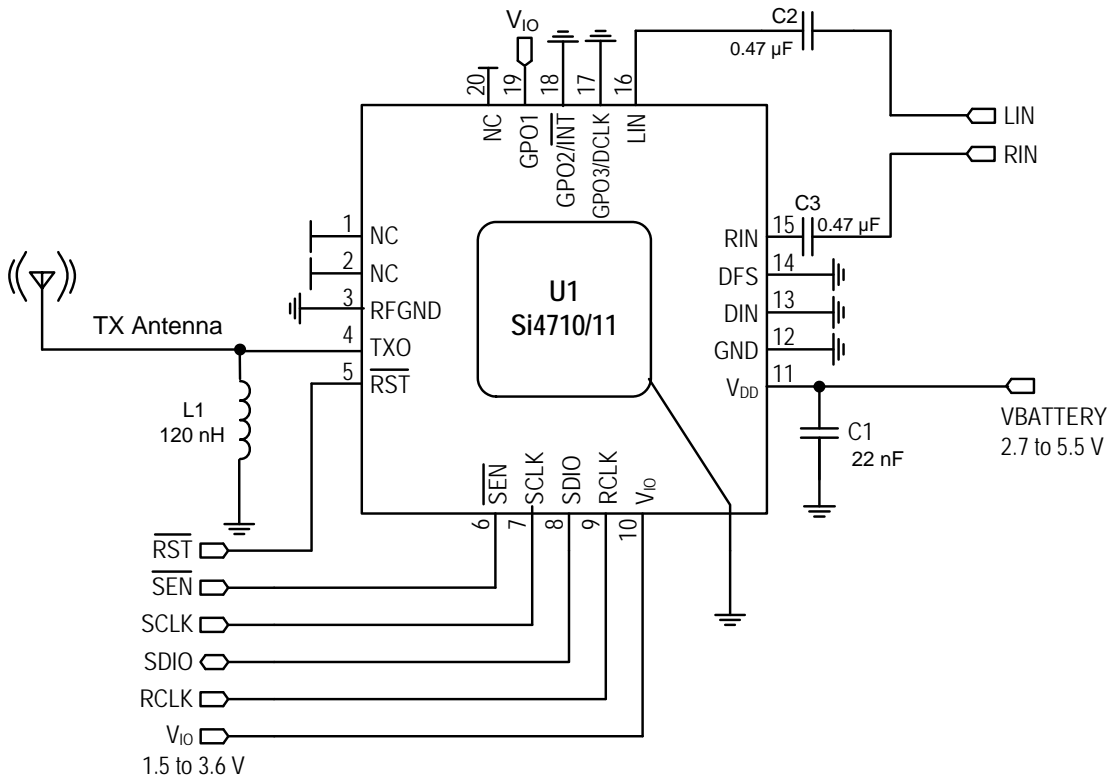 V_IO
C2
0.47 µF
20
19
18
17
16
NC
GPO1
GPO2/INT
GPO3/DCLK
LIN
LIN
RIN
C3
0.47 µF
1
NC
2
NC
3
RFGND
4
TXO
5
RST
TX Antenna
L1
120 nH
U1
Si4710/11
RIN
15
DFS
14
DIN
13
GND
12
V_DD
11
VBATTERY
2.7 to 5.5 V
C1
22 nF
SEN
SCLK
SDIO
RCLK
V_IO
6
7
8
9
10
RST
SEN
SCLK
SDIO
RCLK
V_IO
1.5 to 3.6 V